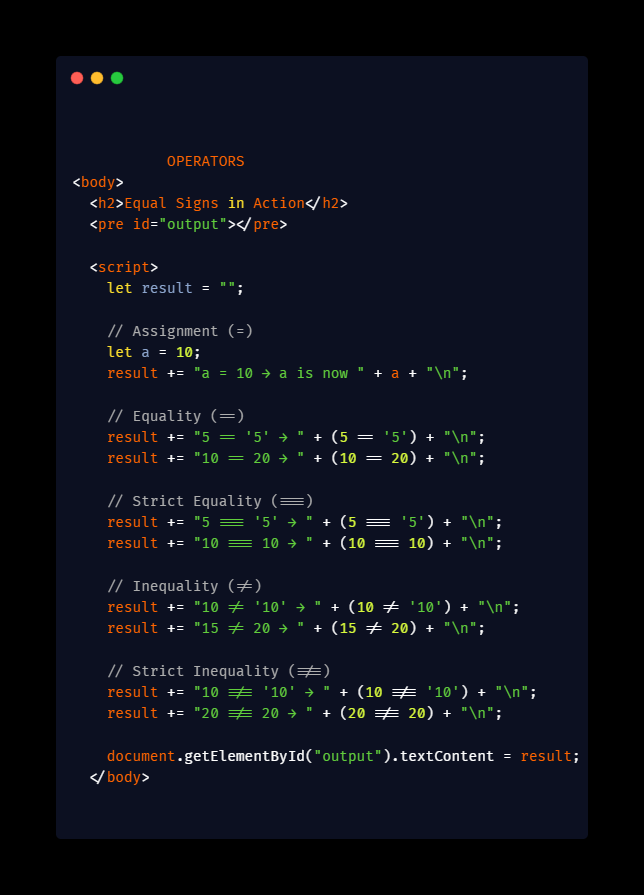 OPERATORS
<body>
  <h2>Equal Signs in Action</h2>
  <pre id="output"></pre>

  <script>
    let result = "";

    // Assignment (=)
    let a = 10;
    result += "a = 10 → a is now " + a + "\n";

    // Equality (==)
    result += "5 == '5' → " + (5 == '5') + "\n";
    result += "10 == 20 → " + (10 == 20) + "\n";

    // Strict Equality (===)
    result += "5 === '5' → " + (5 === '5') + "\n";
    result += "10 === 10 → " + (10 === 10) + "\n";

    // Inequality (!=)
    result += "10 != '10' → " + (10 != '10') + "\n";
    result += "15 != 20 → " + (15 != 20) + "\n";

    // Strict Inequality (!==)
    result += "10 !== '10' → " + (10 !== '10') + "\n";
    result += "20 !== 20 → " + (20 !== 20) + "\n";

    document.getElementById("output").textContent = result;
  </body>